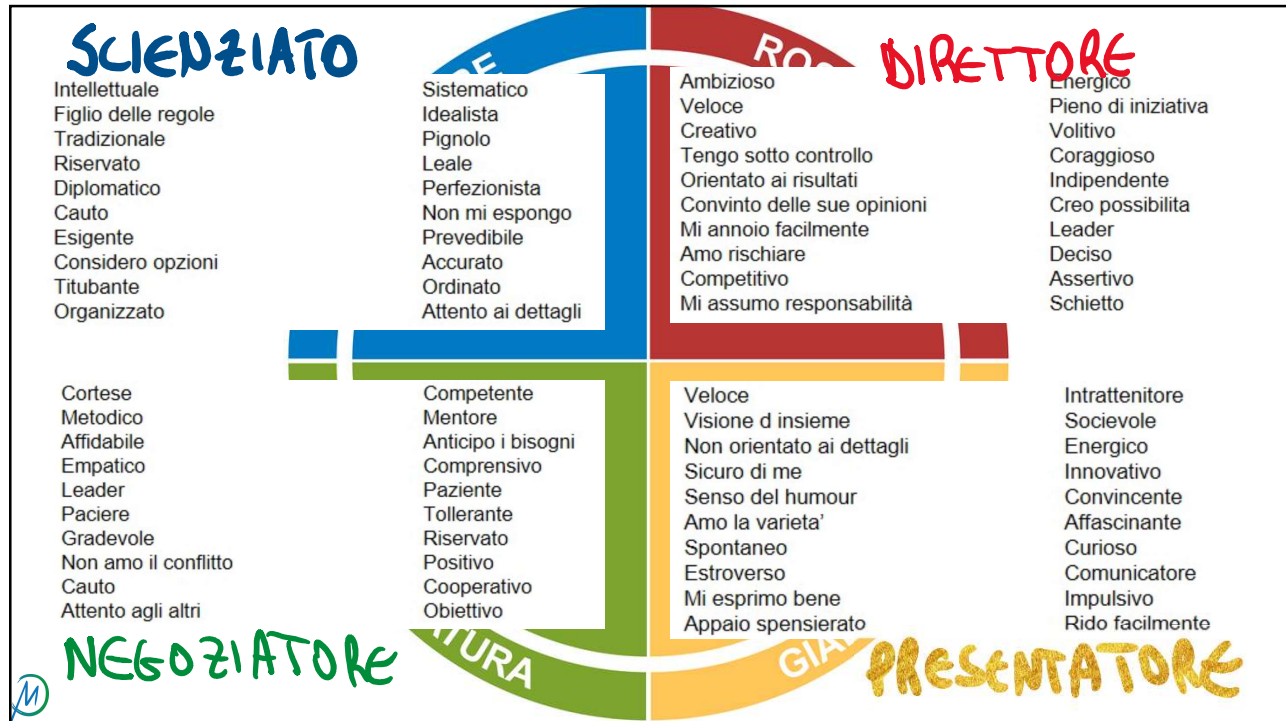 SCIENZIATO
DIRETTORE
Intellettuale
Figlio delle regole
Tradizionale
Riservato
Diplomatico
Cauto
Esigente
Considero opzioni
Titubante
Organizzato
Sistematico
Idealista
Pignolo
Leale
Perfezionista
Non mi espongo
Prevedibile
Accurato
Ordinato
Attento ai dettagli
Ambizioso
Veloce
Creativo
Tengo sotto controllo
Orientato ai risultati
Convinto delle sue opinioni
Mi annoio facilmente
Amo rischiare
Competitivo
Mi assumo responsabilità
Energico
Pieno di iniziativa
Volitivo
Coraggioso
Indipendente
Creo possibilita
Leader
Deciso
Assertivo
Schietto
Cortese
Metodico
Affidabile
Empatico
Leader
Paciere
Gradevole
Non amo il conflitto
Cauto
Attento agli altri
Competente
Mentore
Anticipo i bisogni
Comprensivo
Paziente
Tollerante
Riservato
Positivo
Cooperativo
Obiettivo
Veloce
Visione d insieme
Non orientato ai dettagli
Sicuro di me
Senso del humour
Amo la varieta'
Spontaneo
Estroverso
Mi esprimo bene
Appaio spensierato
Intrattenitore
Socievole
Energico
Innovativo
Convincente
Affascinante
Curioso
Comunicatore
Impulsivo
Rido facilmente
NEGOZIATORE
PRESENTATORE
M